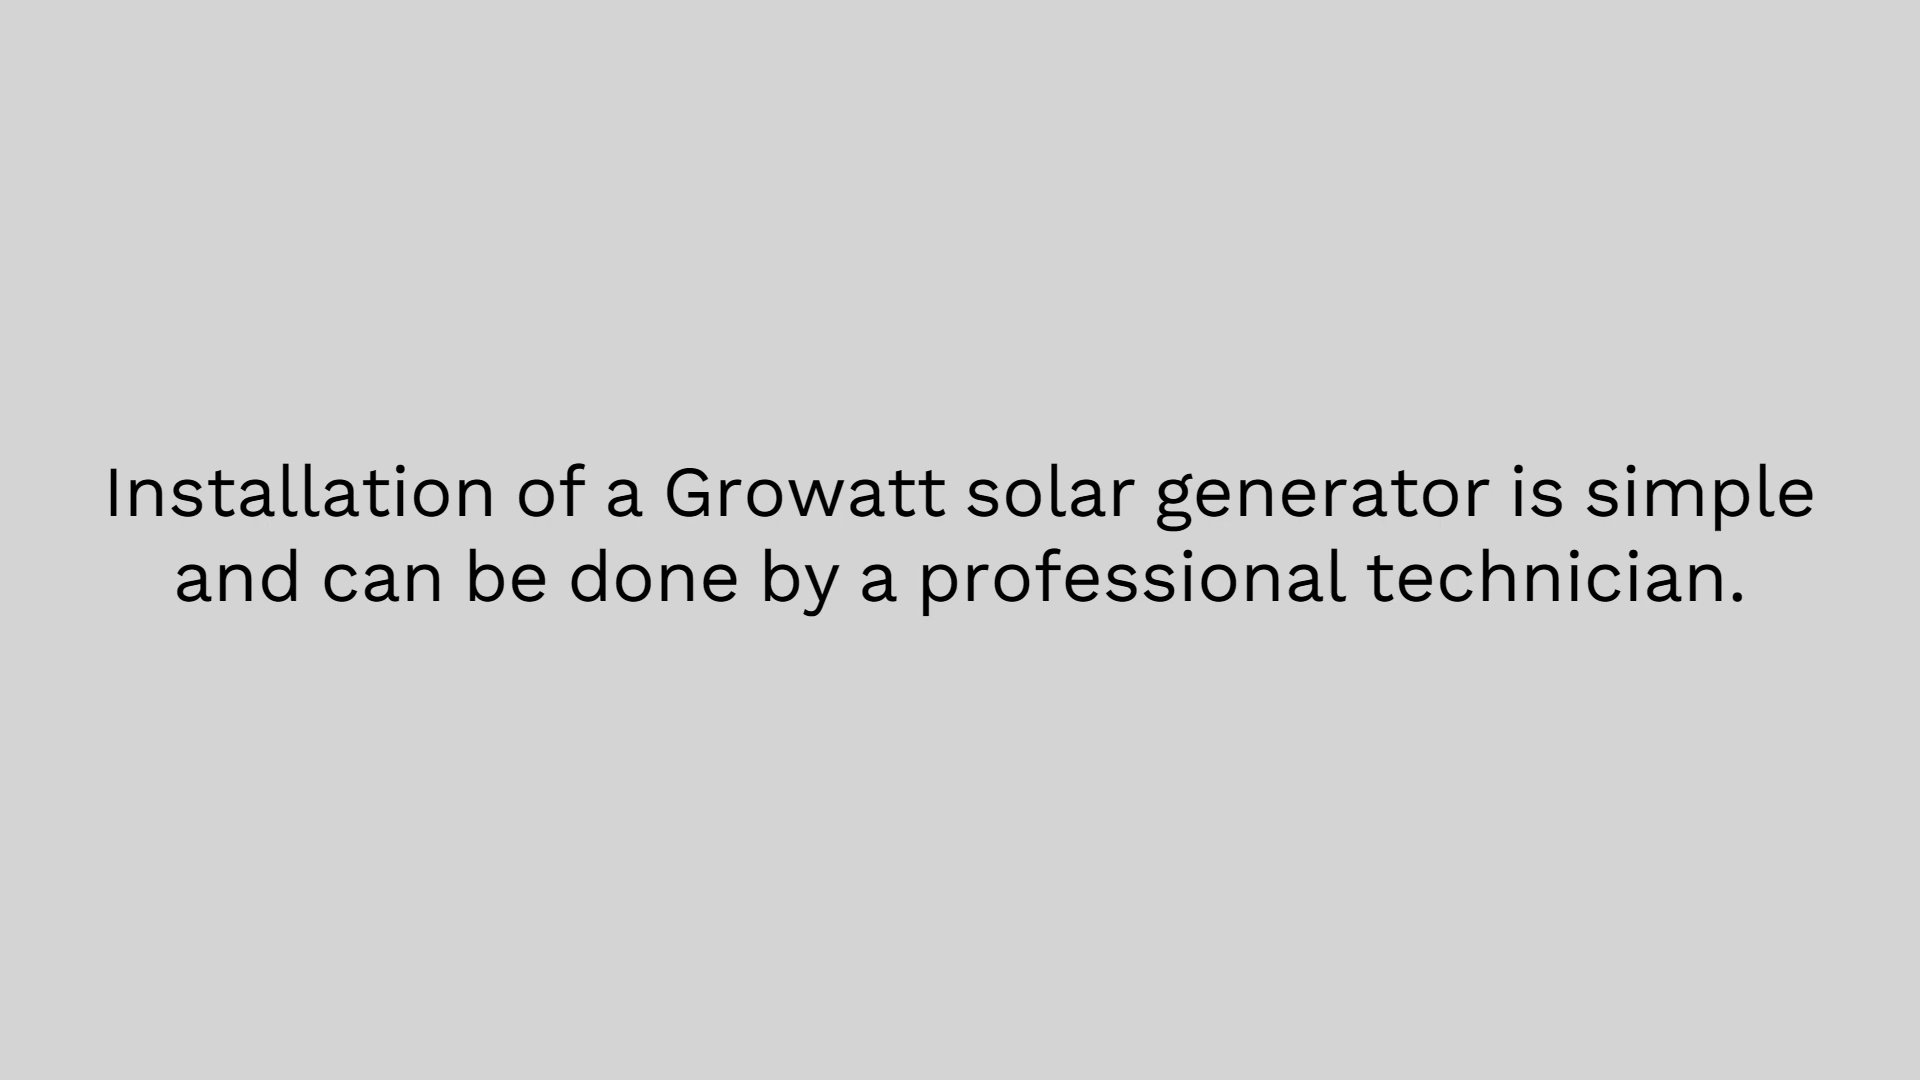 Installation of a Growatt solar generator is simple
and can be done by a professional technician.